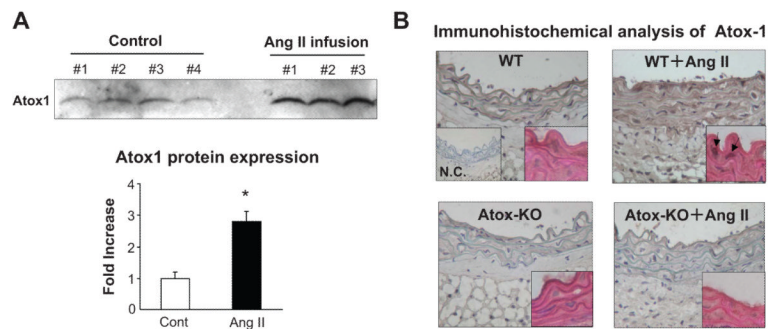 A
Control
Ang II infusion
#1 #2 #3 #4
#1 #2 #3
Atox1
Atox1 protein expression
Fold Increase
4
3
2
1
0
*
Cont
Ang II
B
Immunohistochemical analysis of Atox-1
WT
WT+Ang II
N.C.
Atox-KO
Atox-KO+Ang II